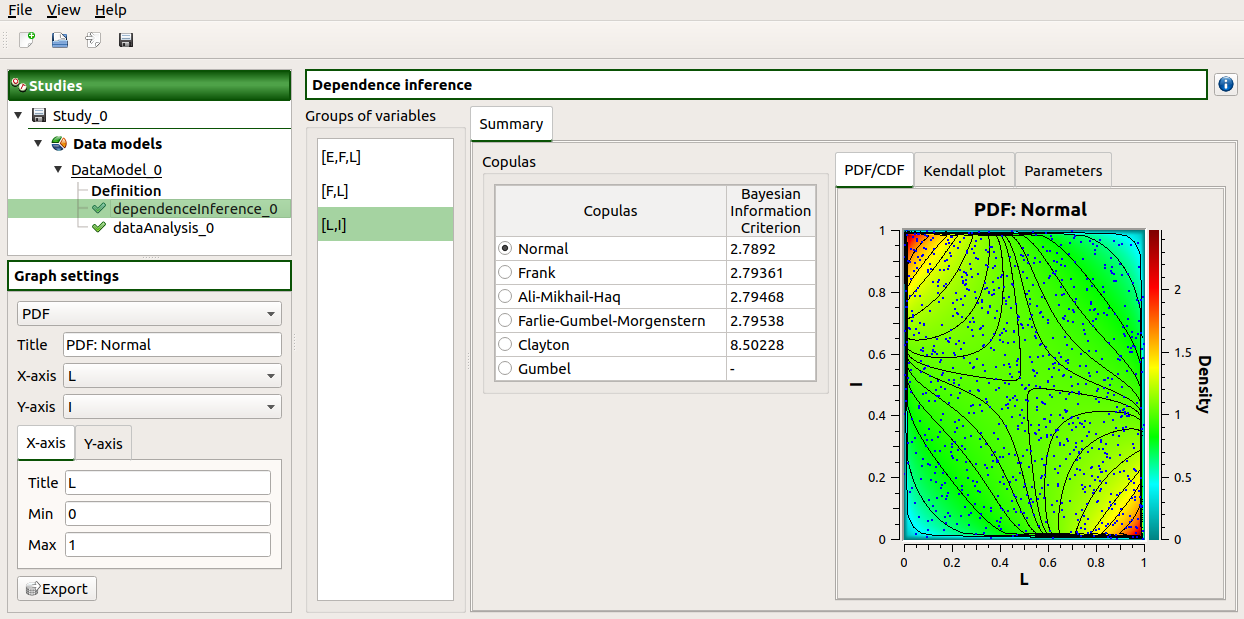 File View Help
Studies
Study_0
Data models
DataModel_0
Definition
dependenceInference_0
dataAnalysis_0
Graph settings
PDF
Title PDF: Normal
X-axis L
Y-axis I
X-axis Y-axis
Title L
Min 0
Max 1
Export
Dependence inference
Groups of variables
[E,F,L]
[F,L]
[L,I]
Summary
Copulas
Copulas Bayesian
Information
Criterion
Normal 2.7892
Frank 2.79361
Ali-Mikhail-Haq 2.79468
Farlie-Gumbel-Morgenstern 2.79538
Clayton 8.50228
Gumbel -
PDF/CDF Kendall plot Parameters
PDF: Normal
1
0.8
0.6
0.4
0.2
0
I
0 0.2 0.4 0.6 0.8 1
L
2
1.5
1
0.5
0
Density